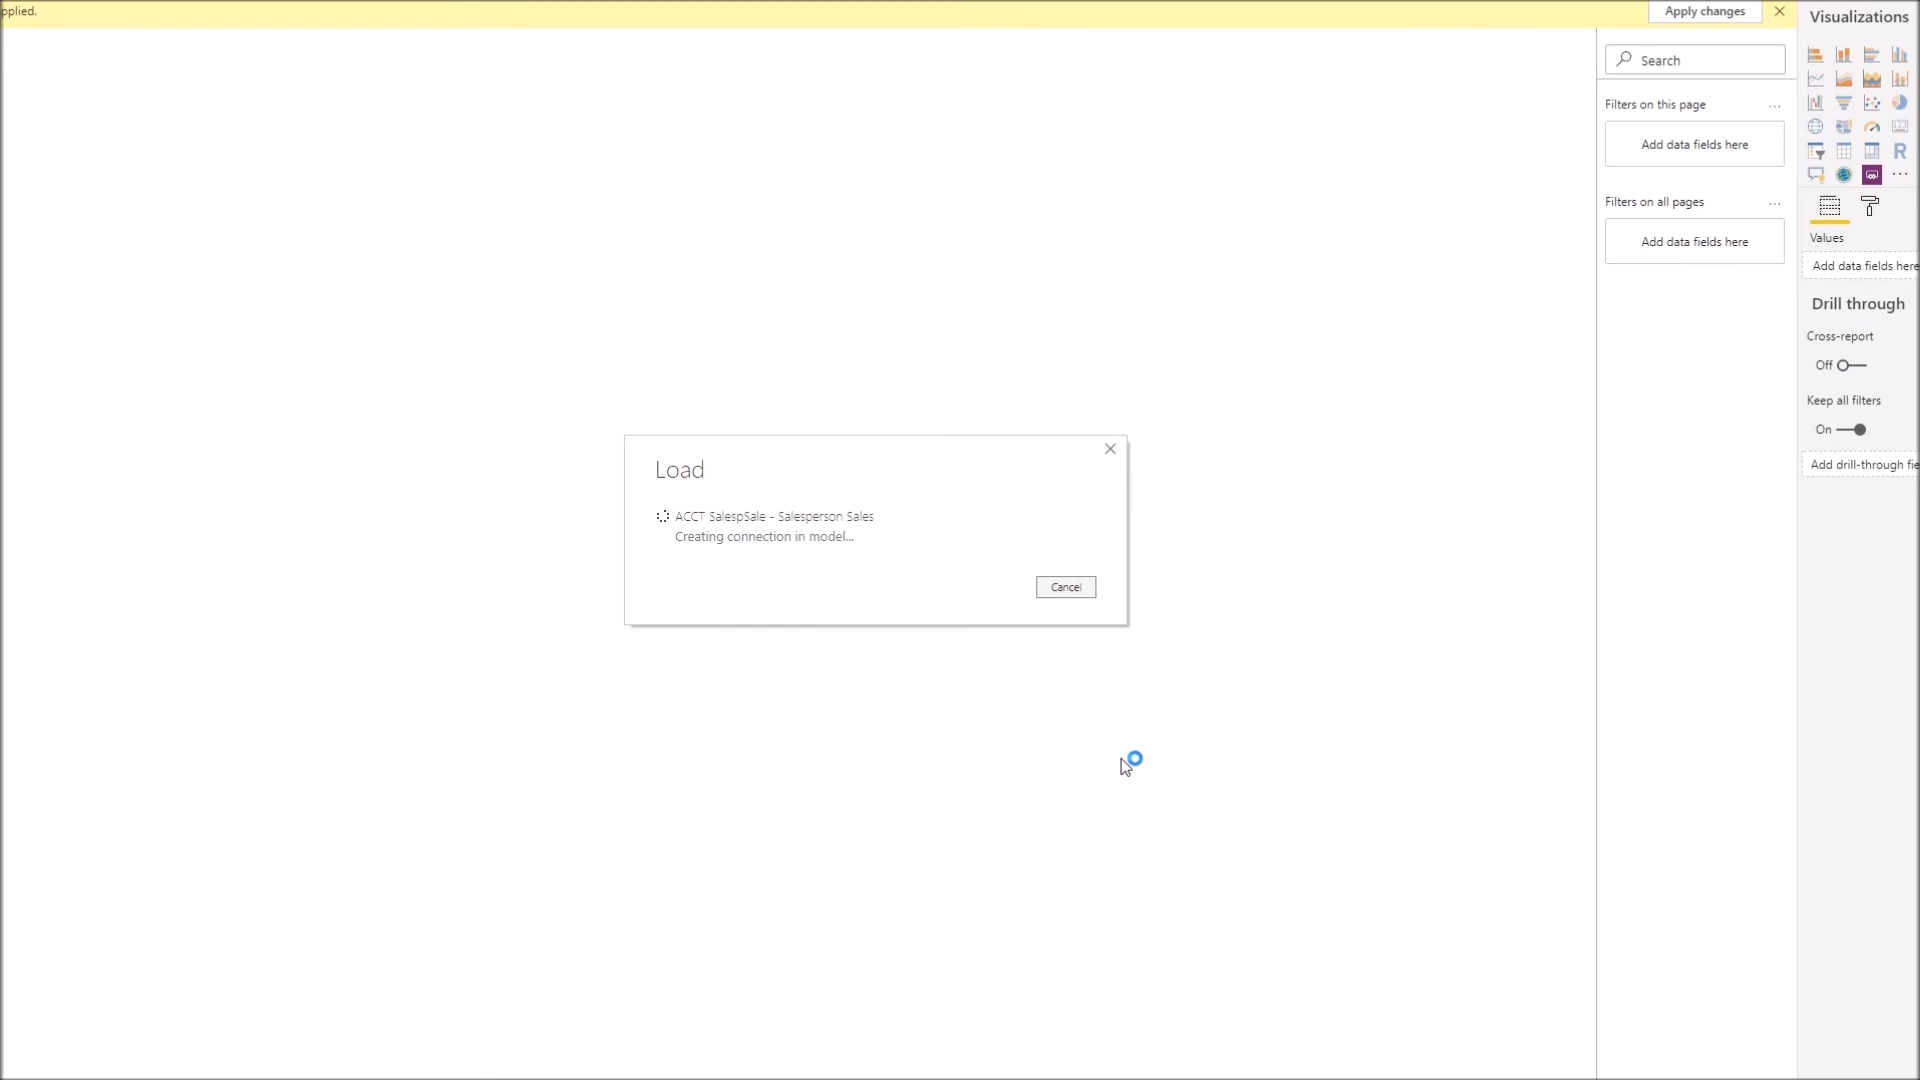 pplied.
Apply changes
Visualizations
Search
Filters on this page
Add data fields here
Filters on all pages
Add data fields here
R
Values
Add data fields here
Drill through
Cross-report
Off
Keep all filters
On
Add drill-through fie
Load
ACCT SalespSale - Salesperson Sales
Creating connection in model...
Cancel